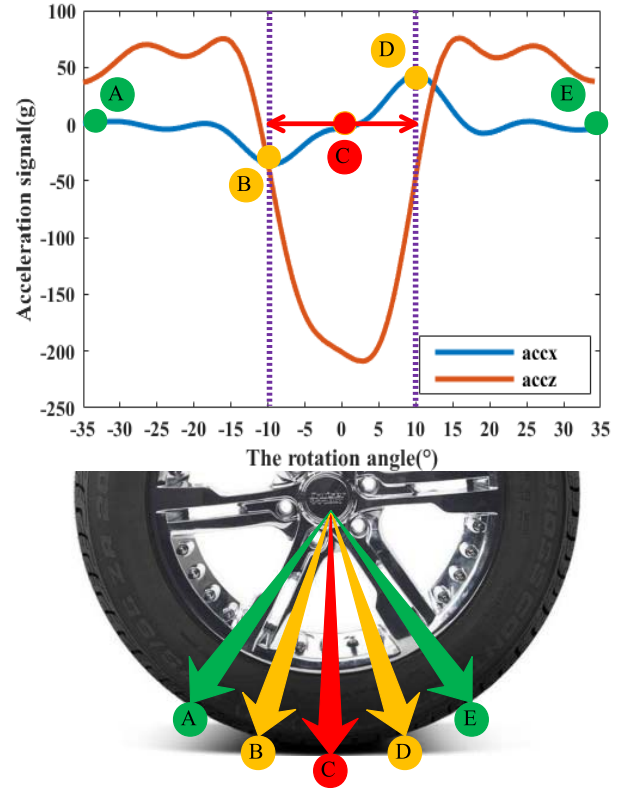 100
50
0
-50
-100
-150
-200
-250
Acceleration signal(g)
A
B
C
D
E
accx
accz
-35 -30 -25 -20 -15 -10 -5 0 5 10 15 20 25 30 35
The rotation angle(°)
A
B
C
D
E